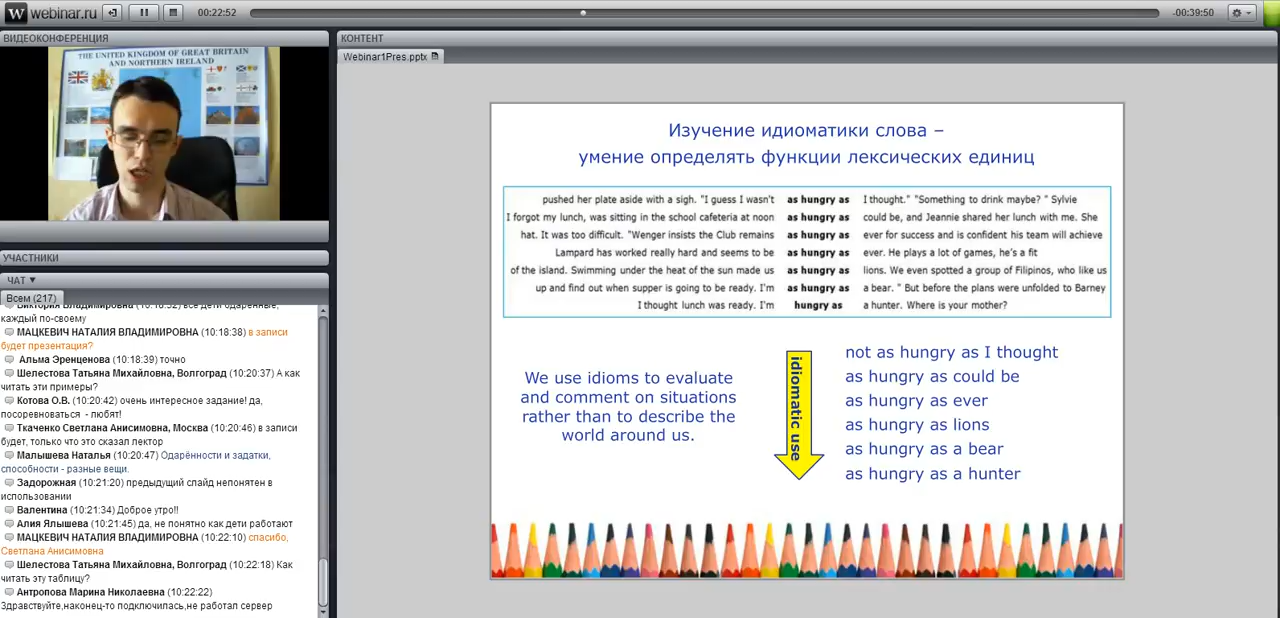 webinar.ru
00:22:52
-00:39:50
ВИДЕОКОНФЕРЕНЦИЯ
THE UNITED KINGDOM OF GREAT BRITAIN
AND NORTHERN IRELAND
УЧАСТНИКИ
ЧАТ
Всем (217)
каждый по-своему
МАЦКЕВИЧ НАТАЛИЯ ВЛАДИМИРОВНА (10:18:38) в записи
будет презентация?
Альма Эренценова (10:18:39) точно
Шелестова Татьяна Михайловна, Волгоград (10:20:37) А как
читать эти примеры?
Котова О.В. (10:20:42) очень интересное задание! да,
посоревноваться - любят!
Ткаченко Светлана Анисимовна, Москва (10:20:46) в записи
будет, только что это сказал лектор
Малышева Наталья (10:20:47) Одарённости и задатки,
способности - разные вещи.
Задорожная (10:21:20) предыдущий слайд непонятен в
использовании
Валентина (10:21:34) Доброе утро!!
Алия Ялышева (10:21:45) да, не понятно как дети работают
МАЦКЕВИЧ НАТАЛИЯ ВЛАДИМИРОВНА (10:22:10) спасибо,
Светлана Анисимовна
Шелестова Татьяна Михайловна, Волгоград (10:22:18) Как
читать эту таблицу?
Антропова Марина Николаевна (10:22:22)
Здравствуйте,наконец-то подключилась,не работал сервер
КОНТЕНТ
Webinar1Pres.pptx
Изучение идиоматики слова –
умение определять функции лексических единиц
pushed her plate aside with a sigh. "I guess I wasn't as hungry as I thought." "Something to drink maybe? " Sylvie
I forgot my lunch, was sitting in the school cafeteria at noon as hungry as could be, and Jeannie shared her lunch with me. She
hat. It was too difficult. "Wenger insists the Club remains as hungry as ever for success and is confident his team will achieve
Lampard has worked really hard and seems to be as hungry as ever. He plays a lot of games, he's a fit
of the island. Swimming under the heat of the sun made us as hungry as lions. We even spotted a group of Filipinos, who like us
up and find out when supper is going to be ready. I'm as hungry as a bear. " But before the plans were unfolded to Barney
I thought lunch was ready. I'm hungry as a hunter. Where is your mother?
We use idioms to evaluate
and comment on situations
rather than to describe the
world around us.
idiomatic use
not as hungry as I thought
as hungry as could be
as hungry as ever
as hungry as lions
as hungry as a bear
as hungry as a hunter